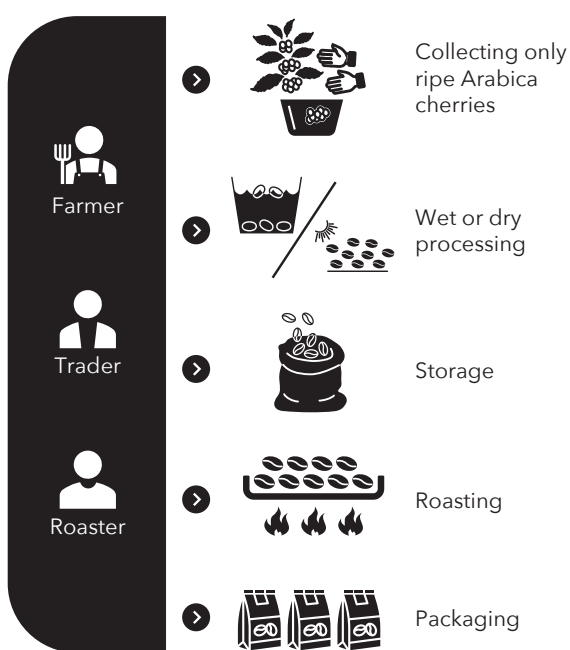 Collecting only
ripe Arabica
cherries
Farmer
Wet or dry
processing
Trader
Storage
Roasting
Roaster
Packaging